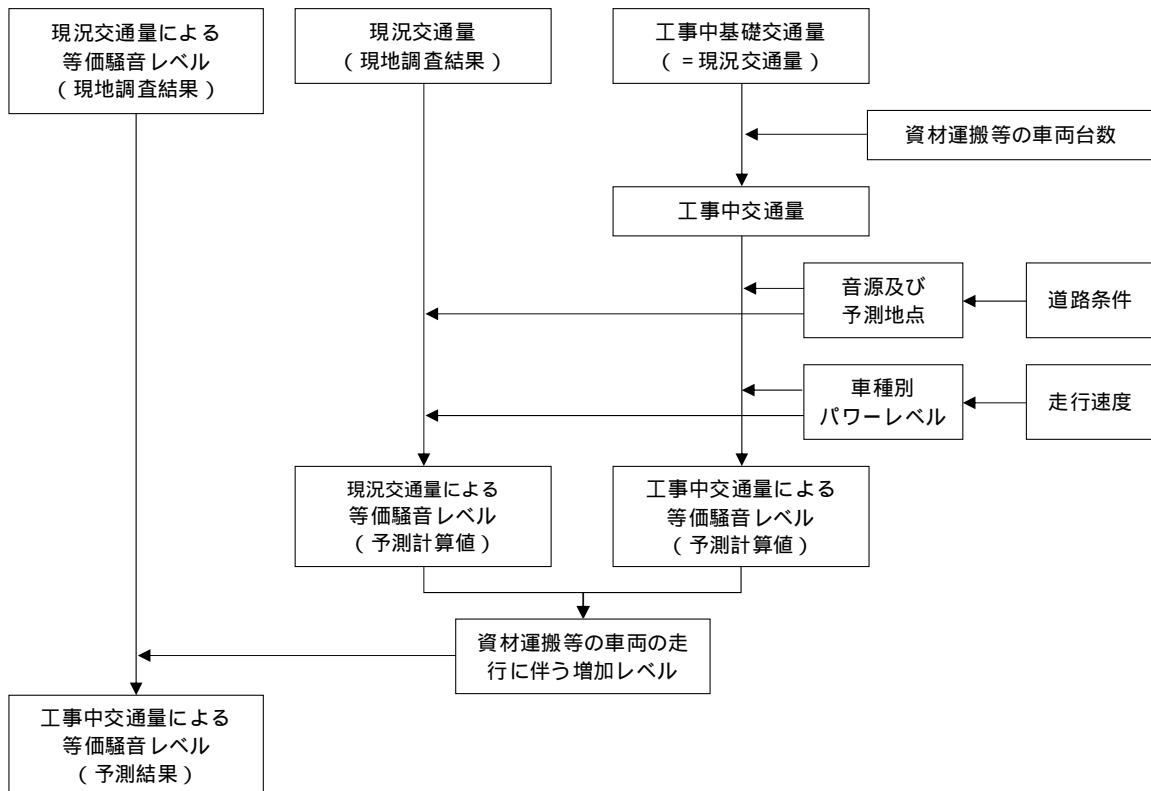 現況交通量による
等価騒音レベル
(現地調査結果)
現況交通量
(現地調査結果)
工事中基礎交通量
(=現況交通量)
資材運搬等の車両台数
工事中交通量
音源及び
予測地点
道路条件
車種別
パワーレベル
走行速度
現況交通量による
等価騒音レベル
(予測計算値)
工事中交通量による
等価騒音レベル
(予測計算値)
資材運搬等の車両の走
行に伴う増加レベル
工事中交通量による
等価騒音レベル
(予測結果)